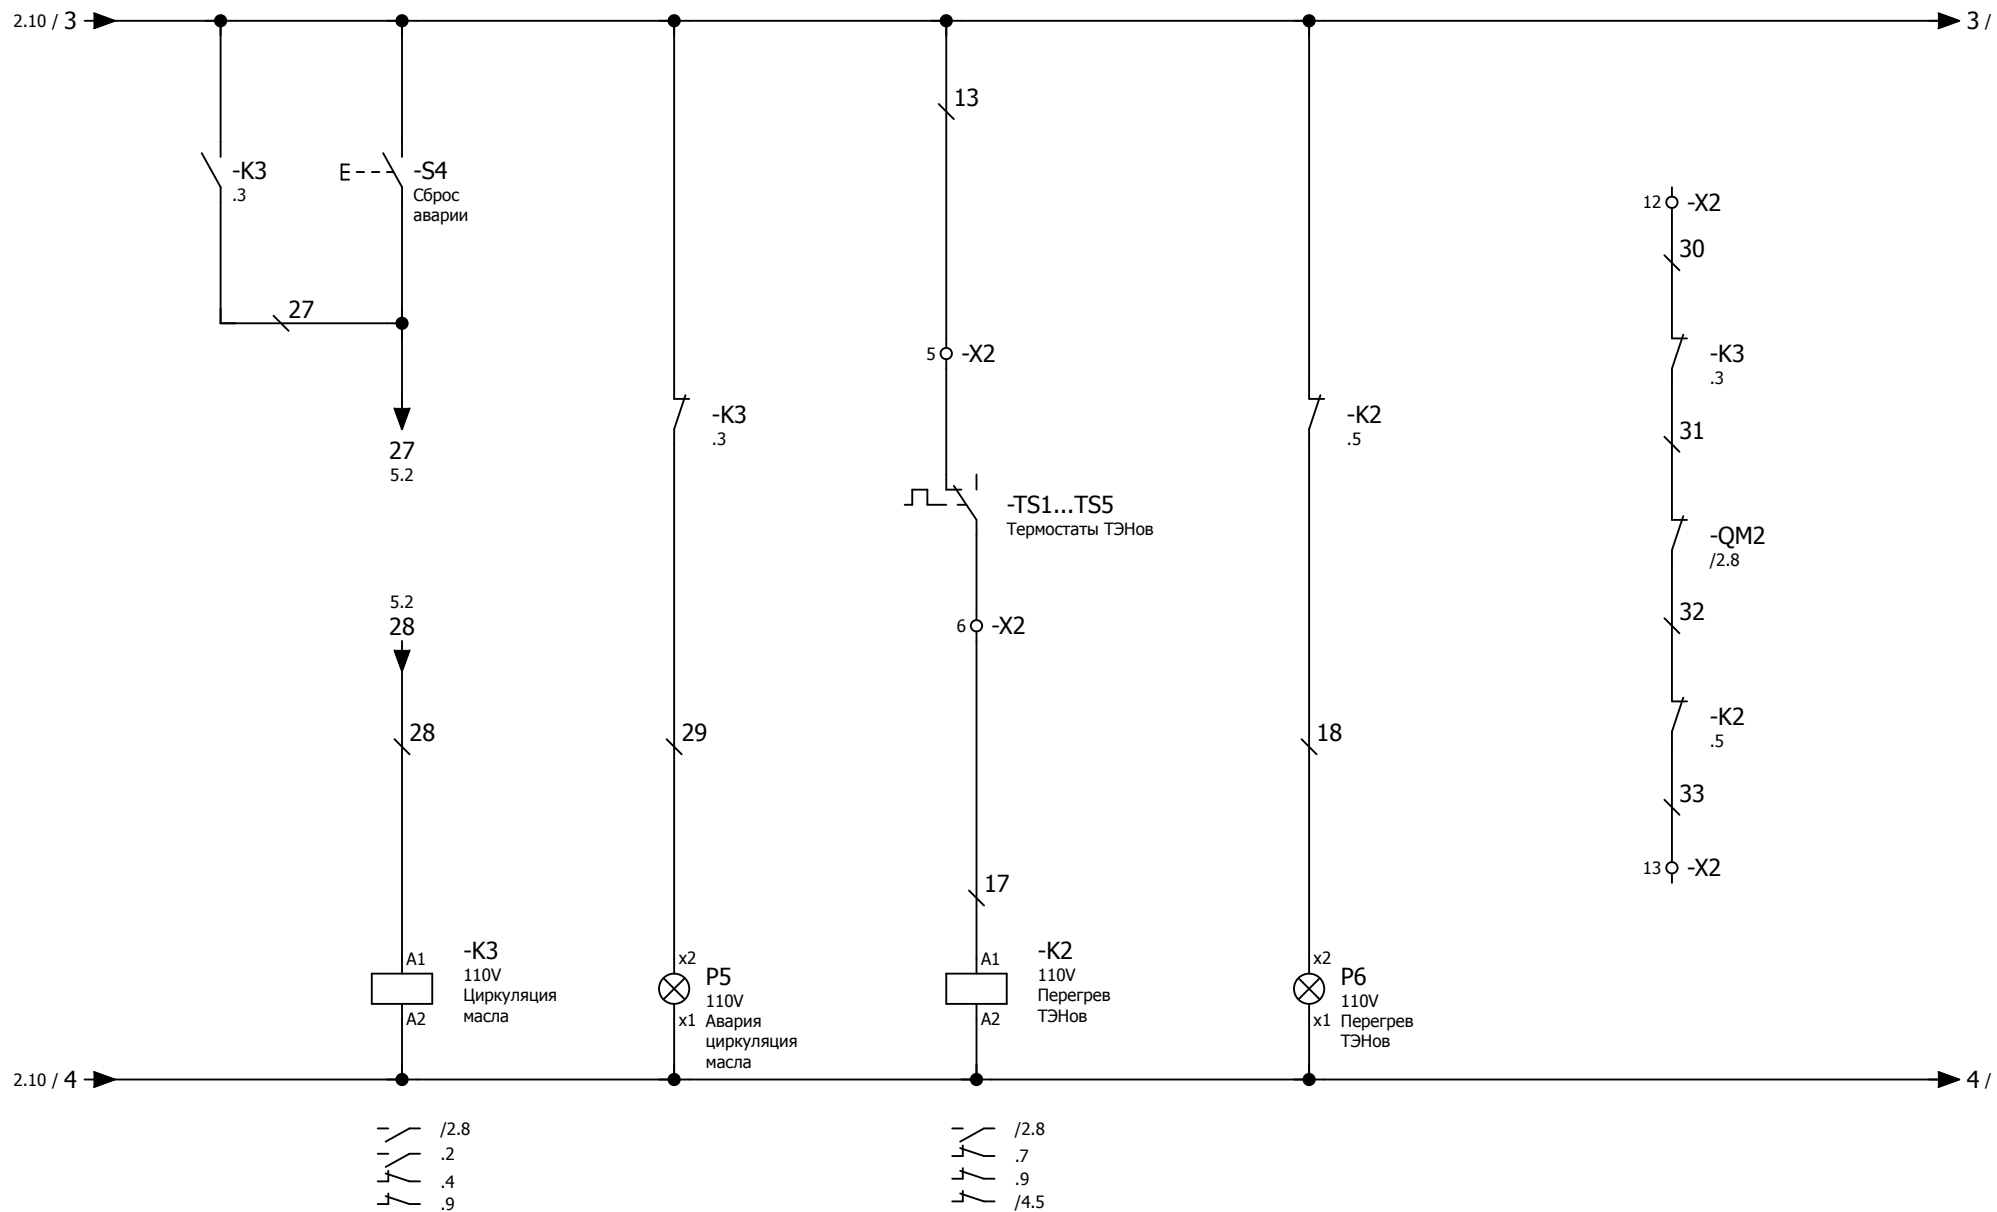 2.10 / 3
3 /
13
-K3
.3
E
-S4
Сброс
аварии
12 -X2
30
27
5 -X2
-K3
.3
-K3
.3
-K2
.5
31
27
5.2
-TS1...TS5
Термостаты ТЭНов
-QM2
/2.8
5.2
28
6 -X2
32
28
29
18
-K2
.5
33
17
13 -X2
A1
-K3
110V
Циркуляция
масла
A2
x2
P5
110V
x1
Авария
циркуляция
масла
A1
-K2
110V
Перегрев
ТЭНов
A2
x2
P6
110V
x1
Перегрев
ТЭНов
2.10 / 4
4 /
/2.8
.2
.4
.9
/2.8
.7
.9
/4.5